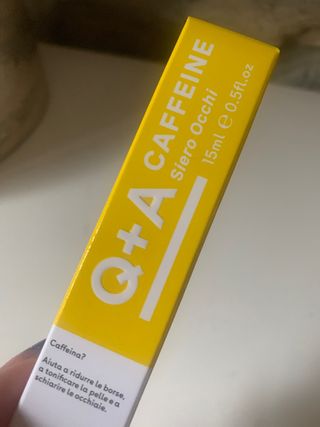 Q+A CAFFEINE
Siero Occhi
15ml e 0.5fl.oz
Caffeina?
Aiuta a ridurre le borse,
a tonificare la pelle e a
schiarire le occhiaie.